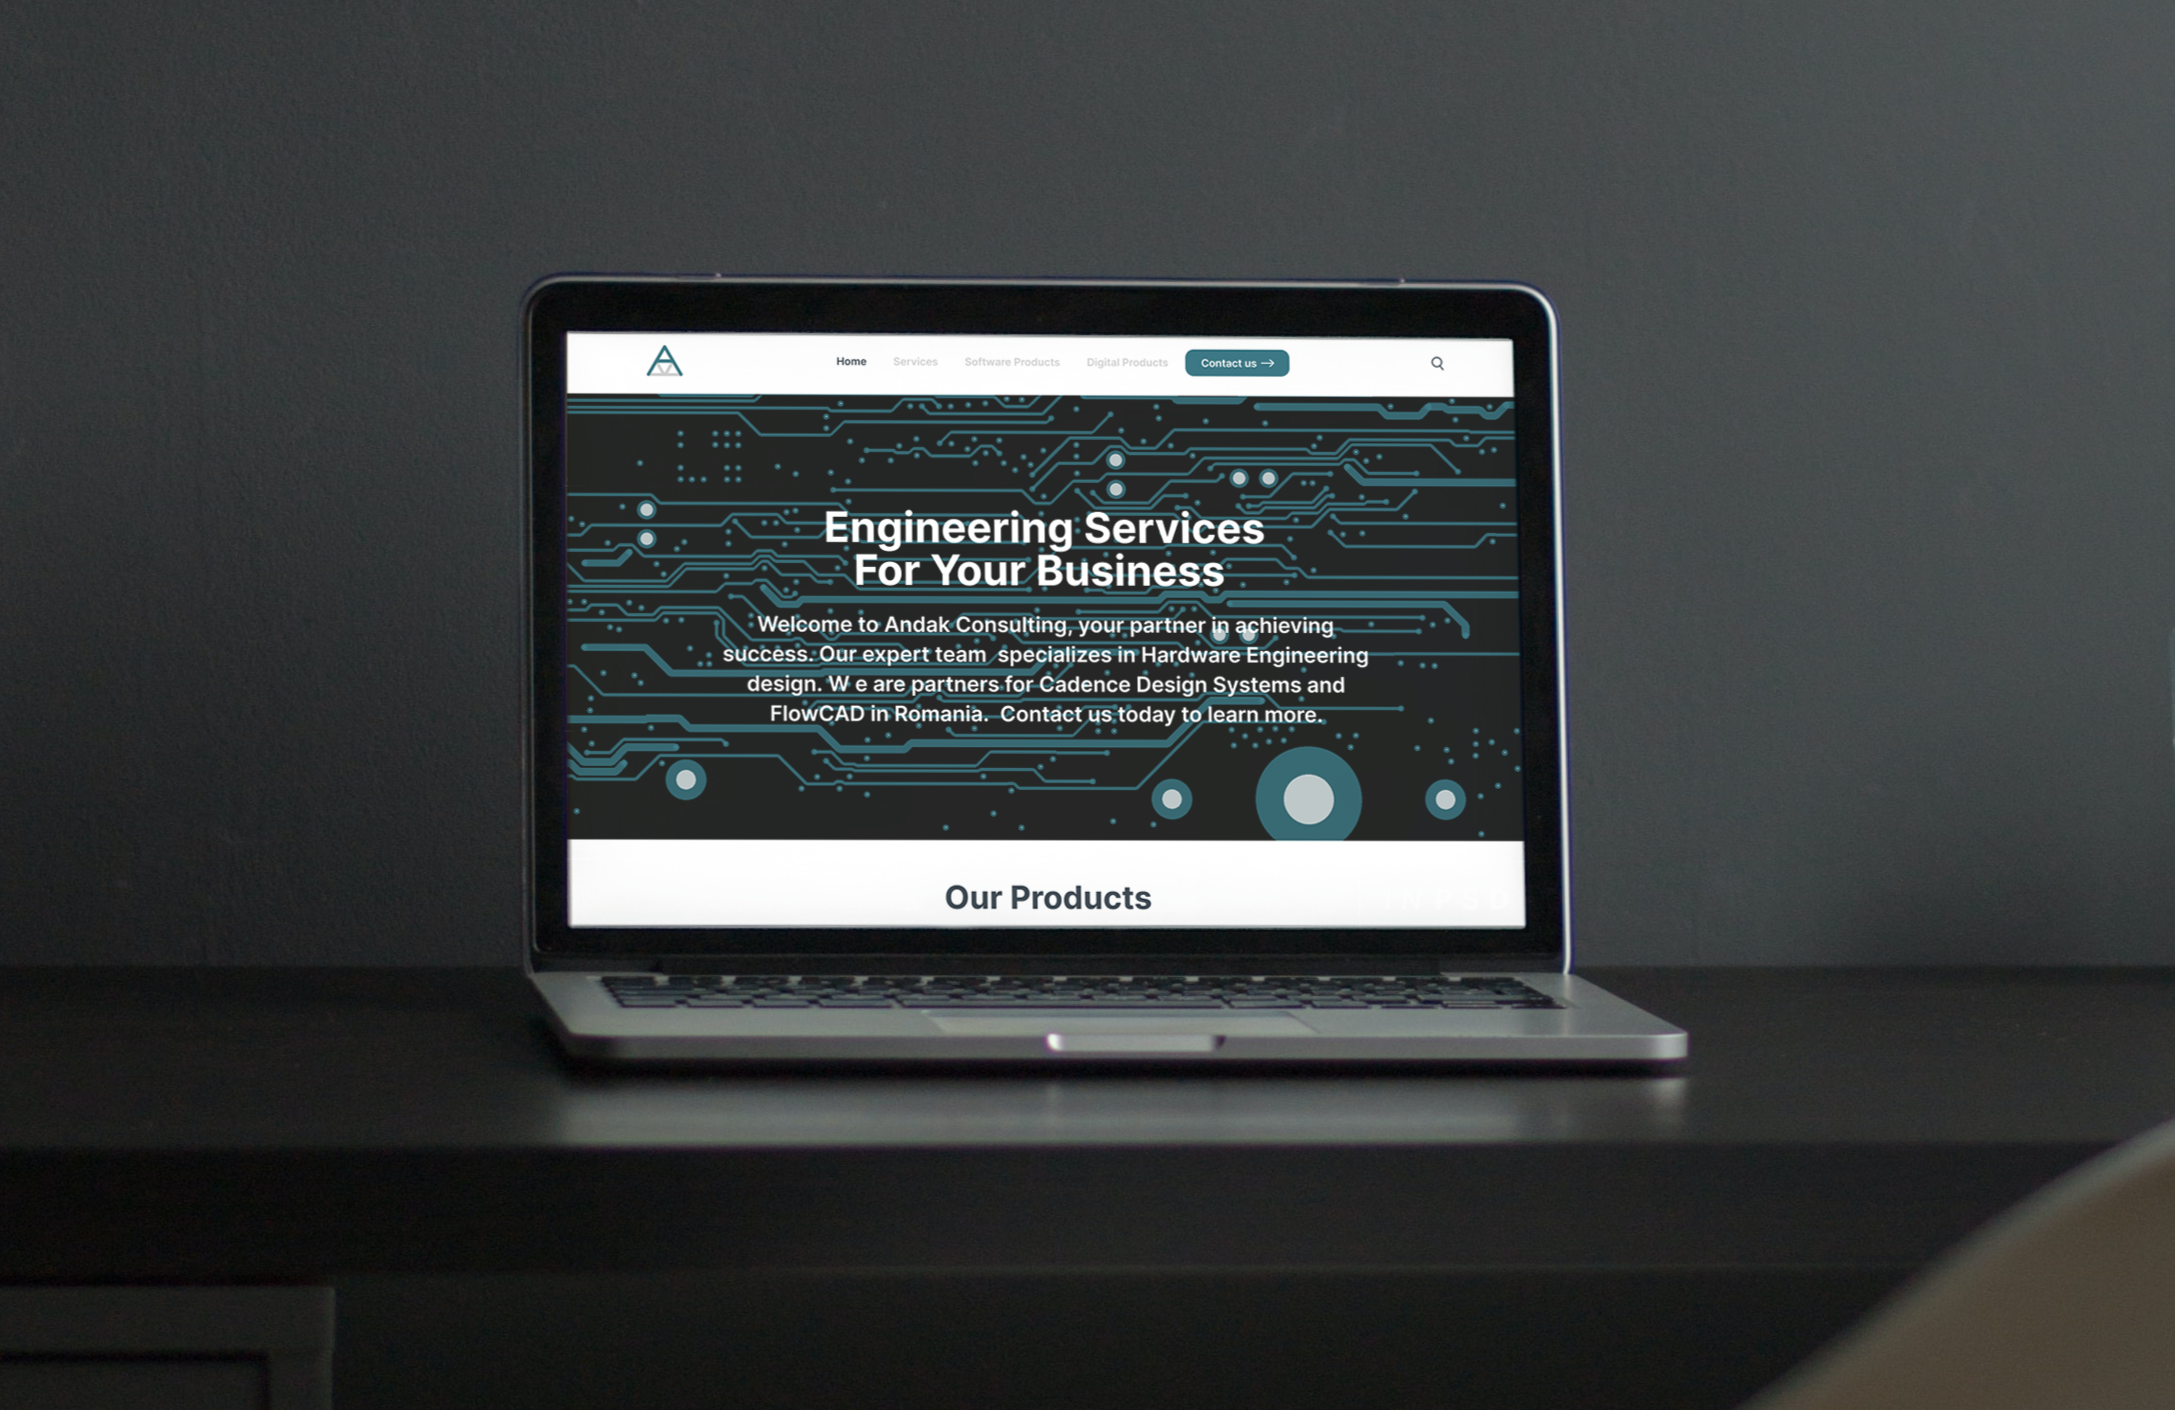 Home Services Software Products Digital Products Contact us →
Engineering Services
For Your Business
Welcome to Andak Consulting, your partner in achieving
success. Our expert team  specializes in Hardware Engineering
design. W e are partners for Cadence Design Systems and
FlowCAD in Romania.  Contact us today to learn more.
Our Products